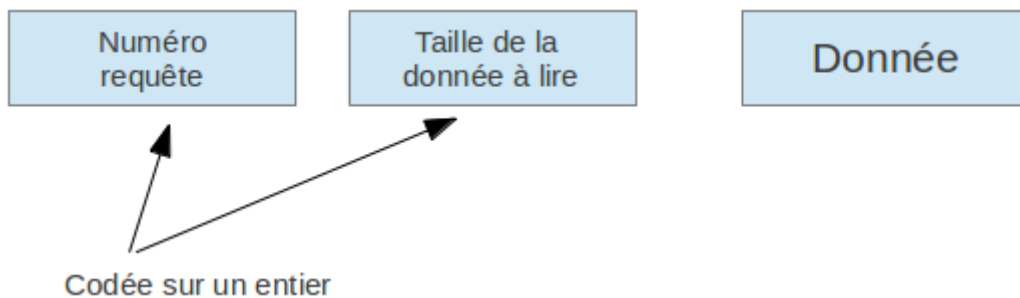 Numéro
requête
Taille de la
donnée à lire
Donnée
Codée sur un entier